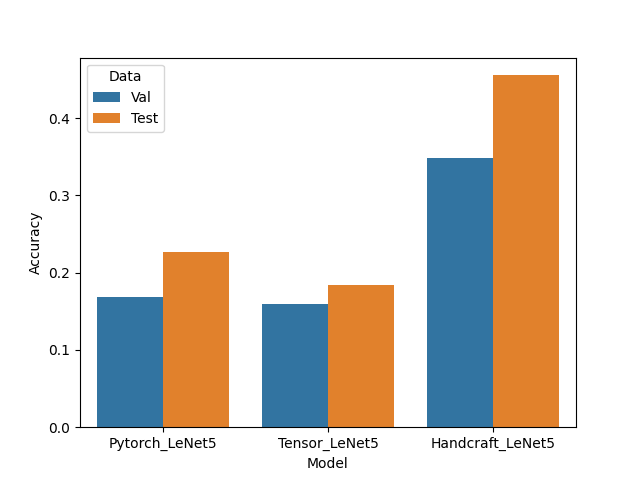 Data
Val
Test
Accuracy
0.4
0.3
0.2
0.1
0.0
Pytorch_LeNet5 Tensor_LeNet5 Handcraft_LeNet5
Model